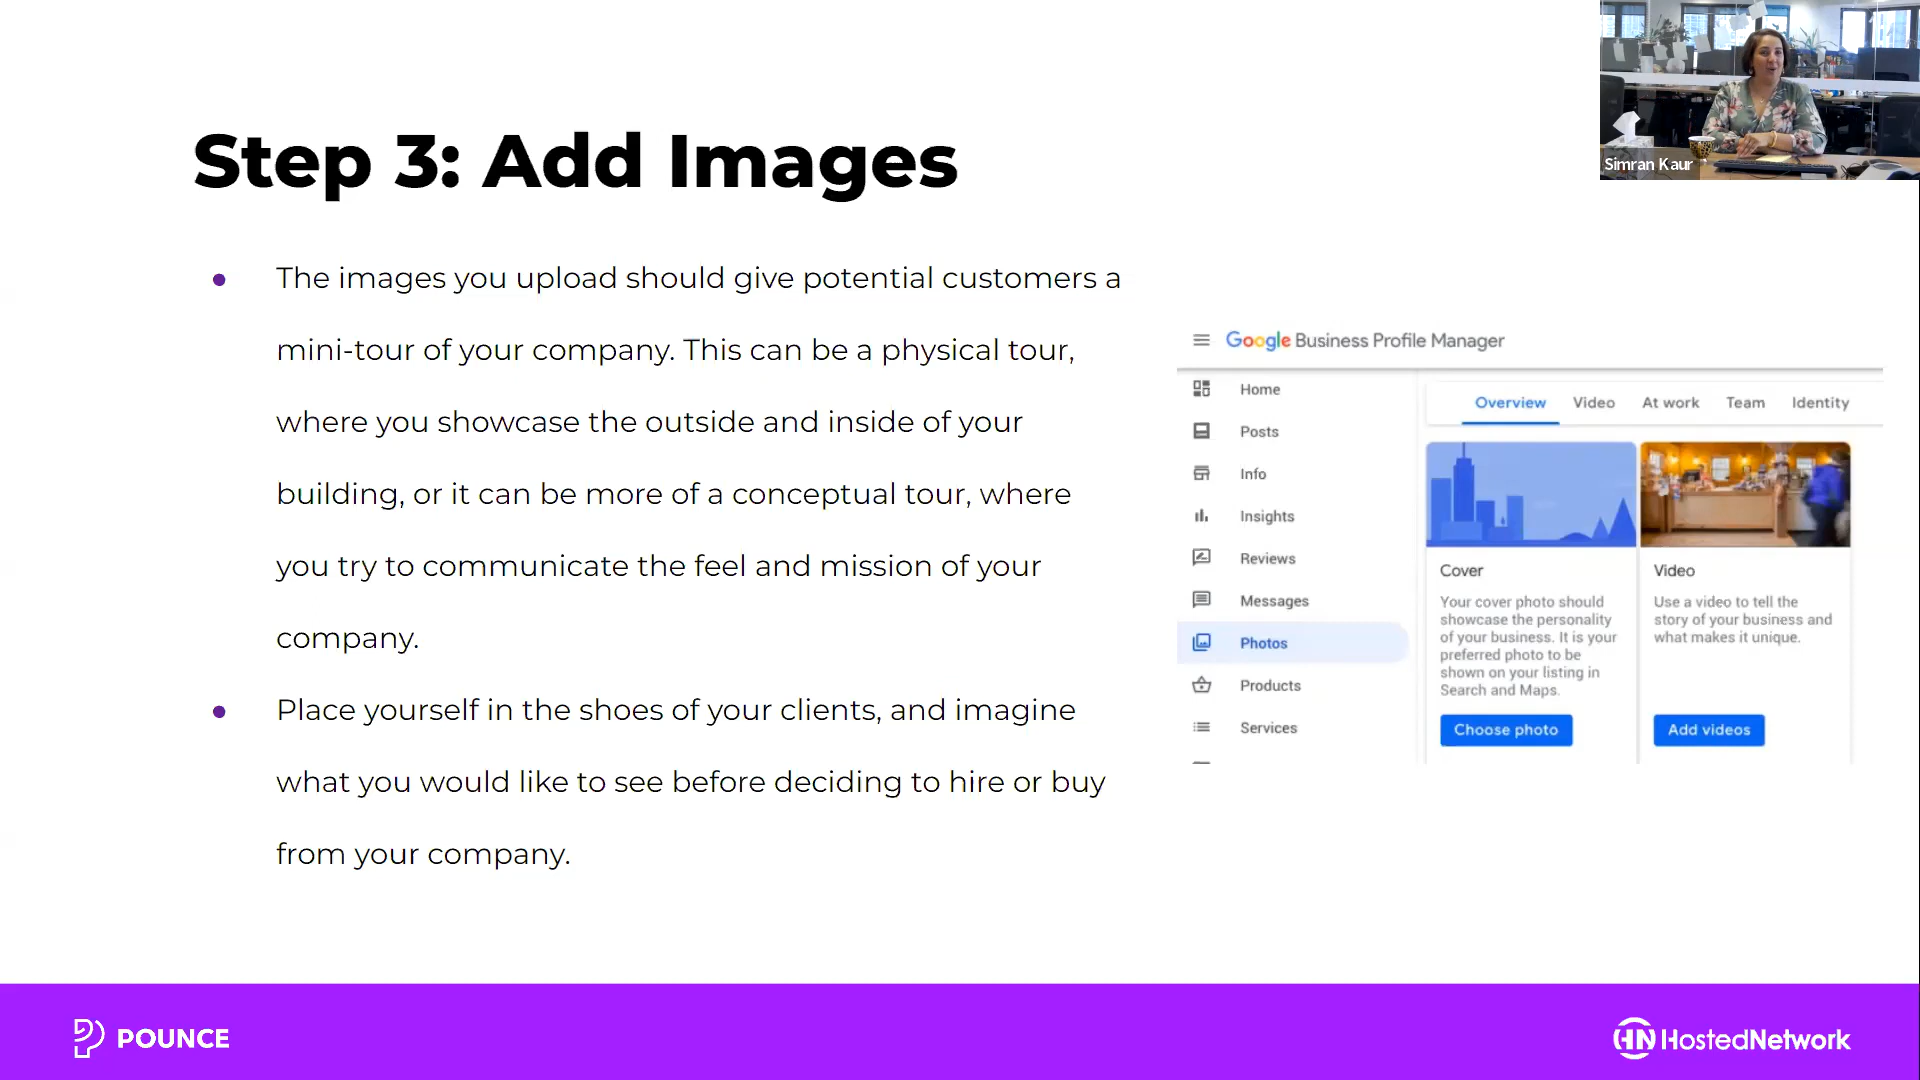 Simran Kaur
Step 3: Add Images
● The images you upload should give potential customers a
mini-tour of your company. This can be a physical tour,
where you showcase the outside and inside of your
building, or it can be more of a conceptual tour, where
you try to communicate the feel and mission of your
company.
● Place yourself in the shoes of your clients, and imagine
what you would like to see before deciding to hire or buy
from your company.
Google Business Profile Manager
Home
Posts
Info
Insights
Reviews
Messages
Photos
Products
Services
Overview Video At work Team Identity
Cover
Your cover photo should
showcase the personality
of your business. It is your
preferred photo to be
shown on your listing in
Search and Maps.
Choose photo
Video
Use a video to tell the
story of your business and
what makes it unique.
Add videos
POUNCE
HN HostedNetwork